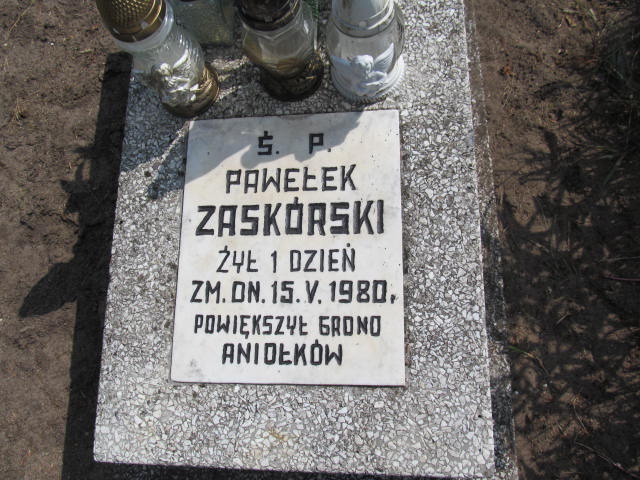 Ś. P.
PAWEŁEK
ZASKÓRSKI
ŻYŁ 1 DZIEŃ
ZM. DN. 15. V. 1980.
POWIĘKSZYŁ GRONO
ANIOŁKÓW